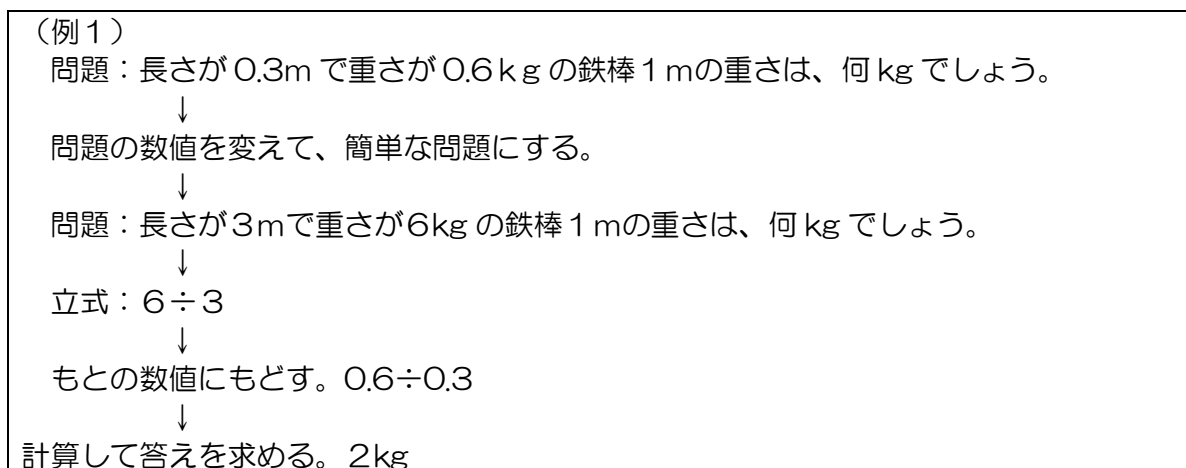 （例１）
問題：長さが０.３ｍで重さが０.６ｋｇの鉄棒１ｍの重さは、何 kg でしょう。
↓
問題の数値を変えて、簡単な問題にする。
↓
問題：長さが３ｍで重さが６kg の鉄棒１ｍの重さは、何 kg でしょう。
↓
立式：６÷３
↓
もとの数値にもどす。０.６÷０.３
↓
計算して答えを求める。２kg